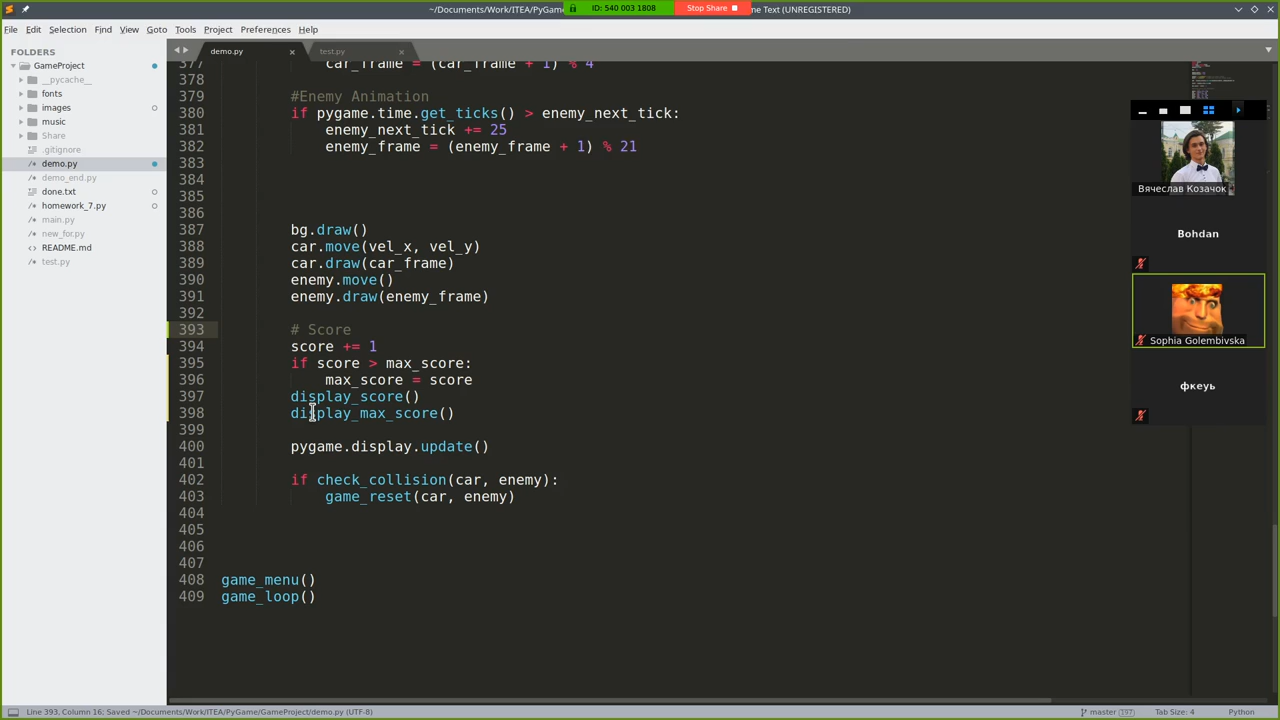 ~/Documents/Work/ITEA/PyGame
ID: 540 003 1808
Stop Share
me Text (UNREGISTERED)
File Edit Selection Find View Goto Tools Project Preferences Help
FOLDERS
GameProject
__pycache__
fonts
images
music
Share
.gitignore
demo.py
demo_end.py
done.txt
homework_7.py
main.py
new_for.py
README.md
test.py
demo.py
test.py
377 car_frame = (car_frame + 1) % 4
378
379 #Enemy Animation
380 if pygame.time.get_ticks() > enemy_next_tick:
381 enemy_next_tick += 25
382 enemy_frame = (enemy_frame + 1) % 21
383
384
385
386
387 bg.draw()
388 car.move(vel_x, vel_y)
389 car.draw(car_frame)
390 enemy.move()
391 enemy.draw(enemy_frame)
392
393 # Score
394 score += 1
395 if score > max_score:
396 max_score = score
397 display_score()
398 display_max_score()
399
400 pygame.display.update()
401
402 if check_collision(car, enemy):
403 game_reset(car, enemy)
404
405
406
407
408 game_menu()
409 game_loop()
Вячеслав Козачок
Bohdan
Sophia Golembivska
фкеуь
Line 393, Column 16; Saved ~/Documents/Work/ITEA/PyGame/GameProject/demo.py (UTF-8)
master 197
Tab Size: 4
Python